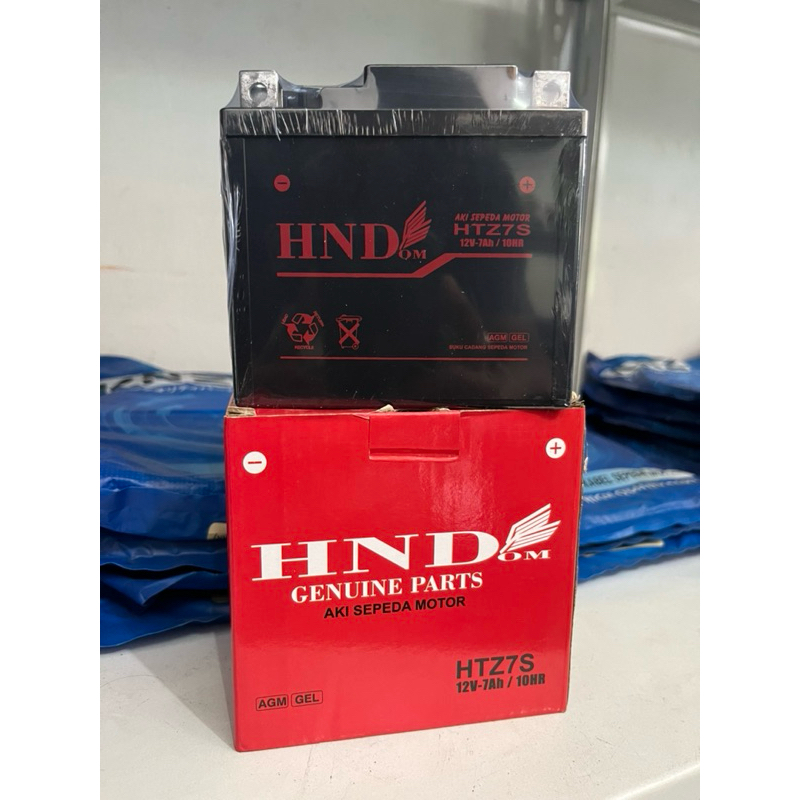 AKI SEPEDA MOTOR
HTZ7S
12V-7Ah / 10HR
HND
OM
RECYCLE
AGM GEL
SUKU CADANG SEPEDA MOTOR
HND
OM
GENUINE PARTS
AKI SEPEDA MOTOR
HTZ7S
12V-7Ah / 10HR
AGM GEL